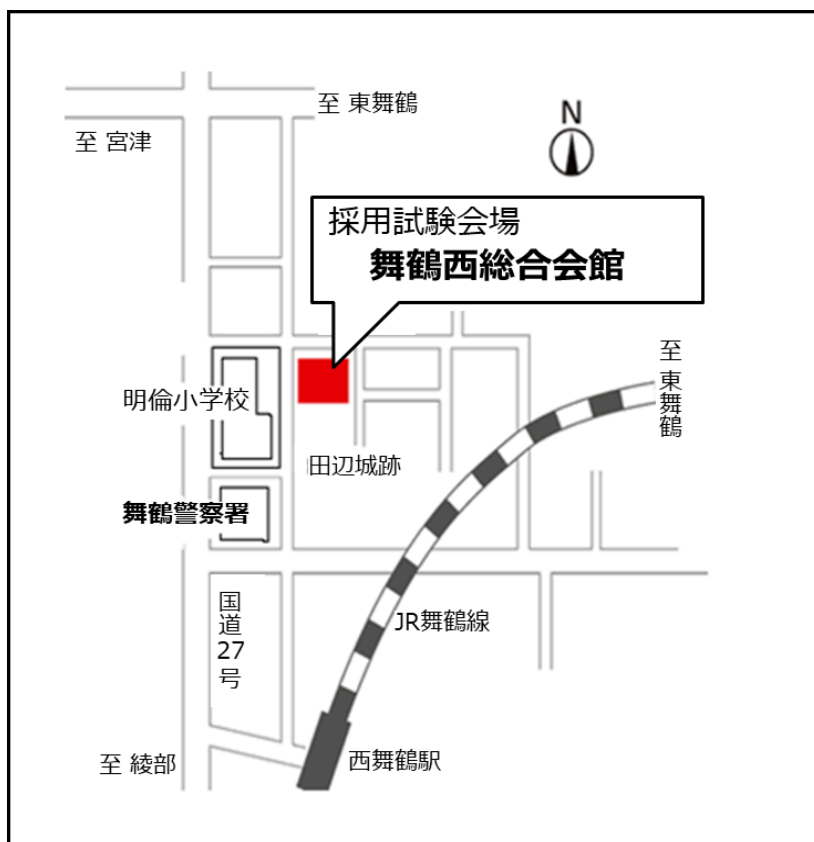 至 東舞鶴
至 宮津
N
採用試験会場
舞鶴西総合会館
至 東舞鶴
明倫小学校
田辺城跡
舞鶴警察署
国道27号
JR舞鶴線
至 綾部
西舞鶴駅